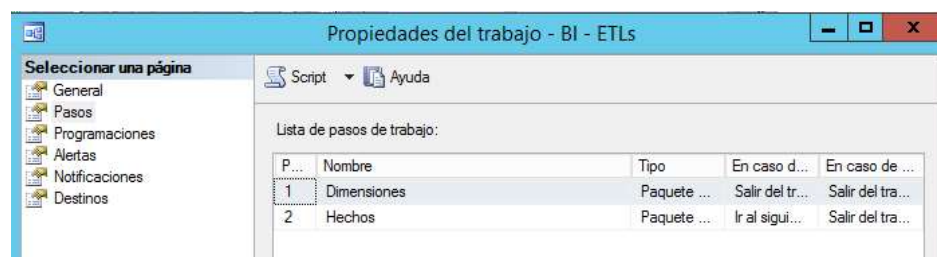 Propiedades del trabajo - BI - ETLs
Seleccionar una página
General
Pasos
Programaciones
Alertas
Notificaciones
Destinos
Script Ayuda
Lista de pasos de trabajo:
P... Nombre Tipo En caso d... En caso de ...
1 Dimensiones Paquete ... Salir del tr... Salir del tra...
2 Hechos Paquete ... Ir al sigui... Salir del tra...